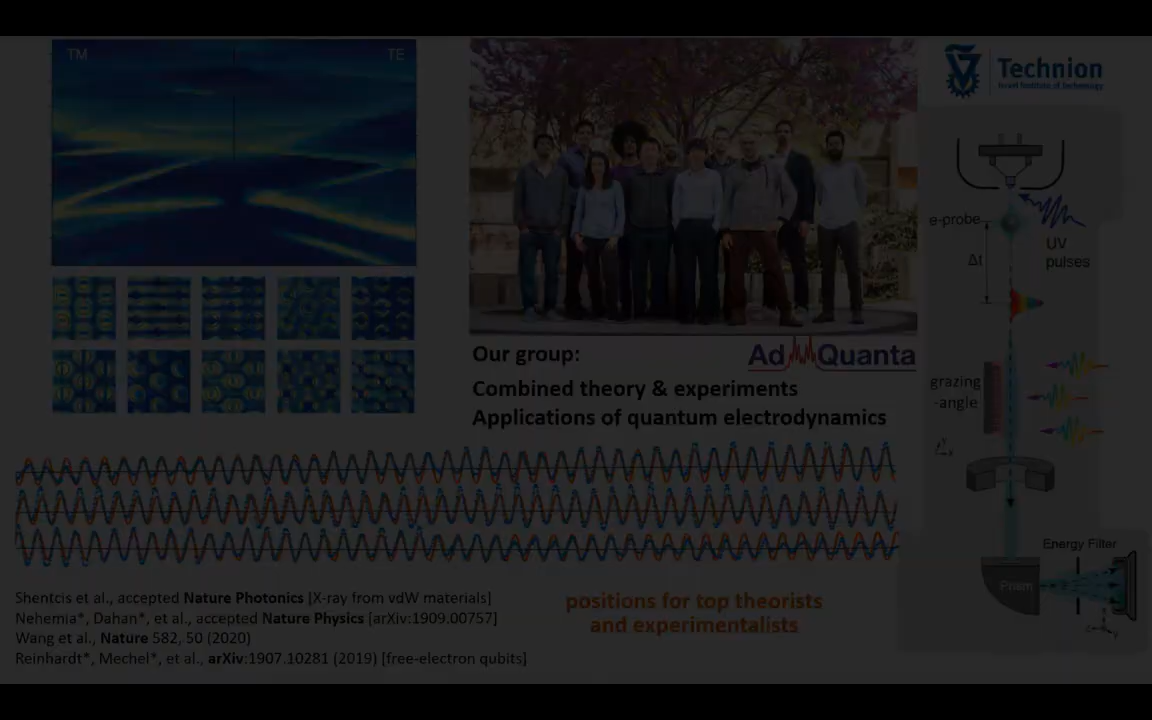 TM
TE
Technion
Israel Institute of Technology
e-probe
UV
pulses
Δt
Our group:
Ad Quanta
Combined theory & experiments
Applications of quantum electrodynamics
grazing
-angle
Energy Filter
Prism
Shentcis et al., accepted Nature Photonics [X-ray from vdW materials]
Nehemia*, Dahan*, et al., accepted Nature Physics [arXiv:1909.00757]
Wang et al., Nature 582, 50 (2020)
Reinhardt*, Mechel*, et al., arXiv:1907.10281 (2019) [free-electron qubits]
positions for top theorists
and experimentalists